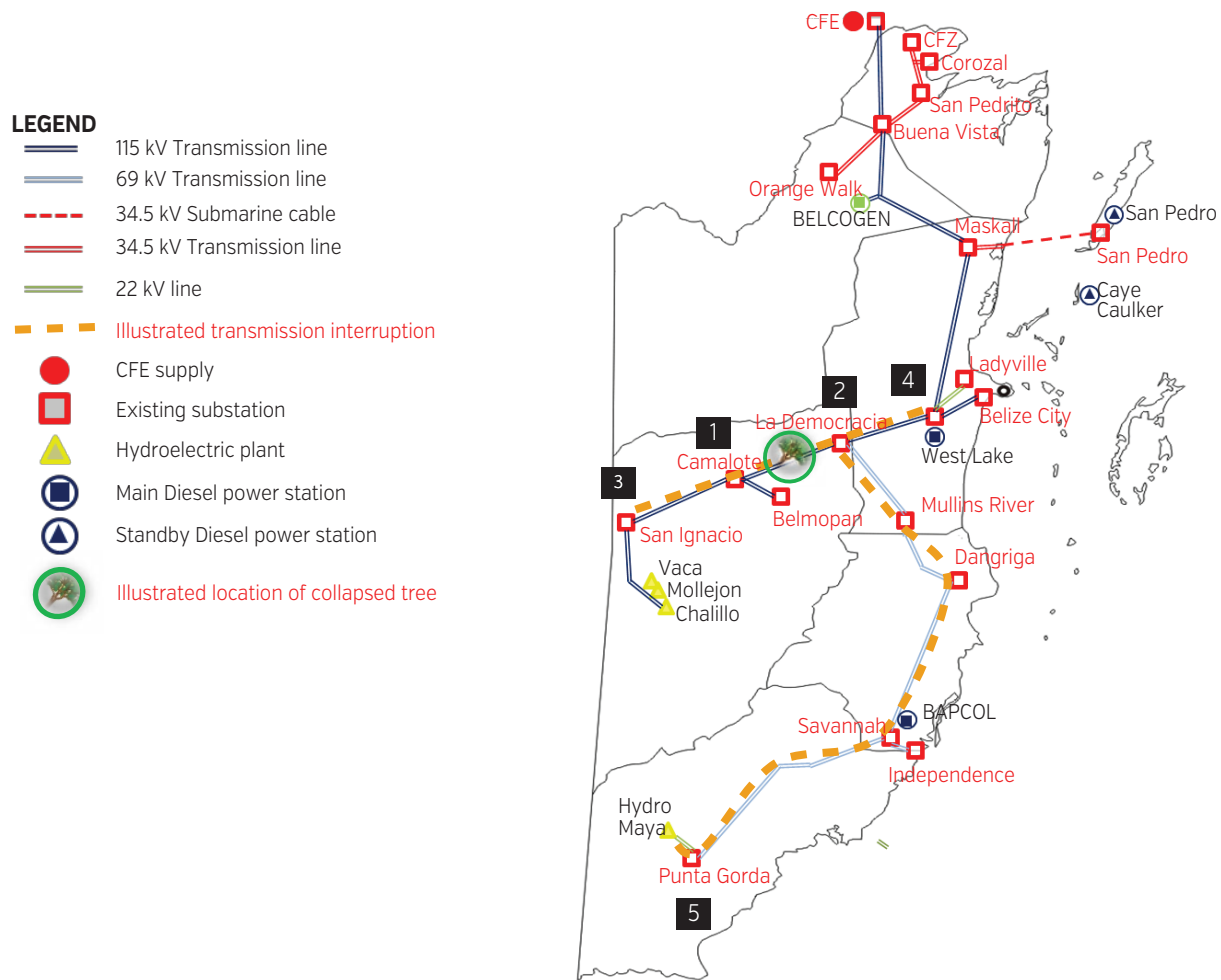 LEGEND
115 kV Transmission line
69 kV Transmission line
34.5 kV Submarine cable
34.5 kV Transmission line
22 kV line
Illustrated transmission interruption
CFE supply
Existing substation
Hydroelectric plant
Main Diesel power station
Standby Diesel power station
Illustrated location of collapsed tree
CFE
CFZ
Corozal
San Pedrito
Buena Vista
Orange Walk
BELCOGEN
Maskall
San Pedro
San Pedro
Caye
Caulker
Ladyville
4
2
Belize City
La Democracia
1
West Lake
Camalote
3
Belmopan
Mullins River
San Ignacio
Dangriga
Vaca
Mollejon
Chalillo
BAPCOL
Savannah
Independence
Hydro
Maya
Punta Gorda
5